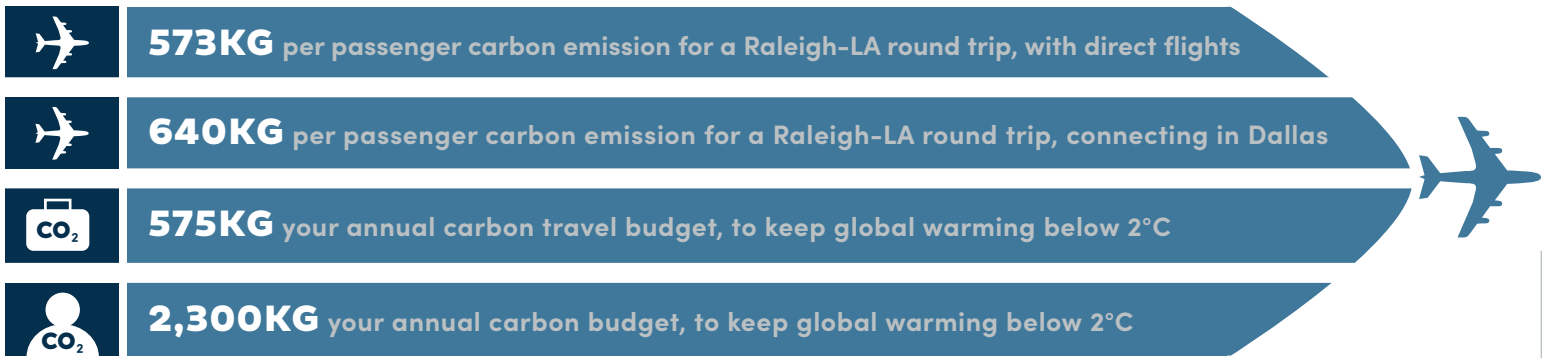 573KG per passenger carbon emission for a Raleigh-LA round trip, with direct flights
640KG per passenger carbon emission for a Raleigh-LA round trip, connecting in Dallas
CO₂ 575KG your annual carbon travel budget, to keep global warming below 2°C
CO₂ 2,300KG your annual carbon budget, to keep global warming below 2°C